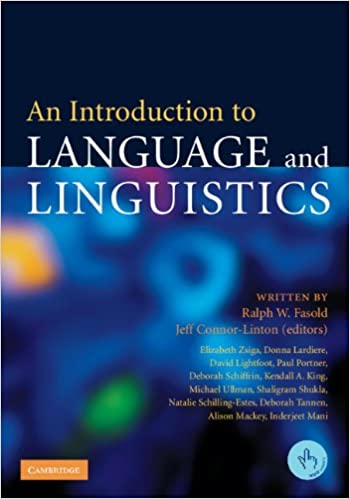 An Introduction to
LANGUAGE and
LINGUISTICS
WRITTEN BY
Ralph W. Fasold
Jeff Connor-Linton (editors)
Elizabeth Zsiga, Donna Lardiere,
David Lightfoot, Paul Portner,
Deborah Schiffrin, Kendall A. King,
Michael Ullman, Shaligram Shukla,
Natalie Schilling-Estes, Deborah Tannen,
Alison Mackey, Inderjeet Mani
CAMBRIDGE